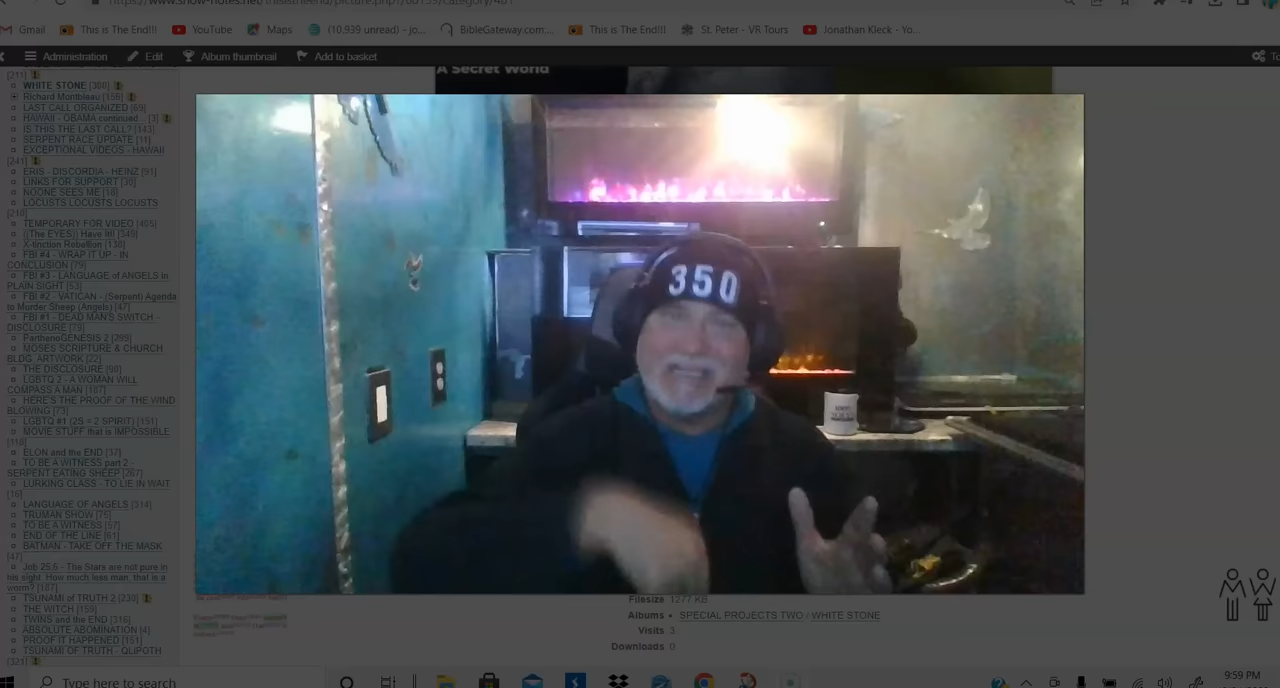 Gmail
This is The End!!!
YouTube
Maps
(10,939 unread) - jo...
BibleGateway.com:...
This is The End!!!
St. Peter - VR Tours
Jonathan Kleck - Yo...
Administration
Edit
Album thumbnail
Add to basket
A Secret World
[211]
WHITE STONE [366]
Richard Montbleau [155]
LAST CALL ORGANIZED [69]
HAWAII - OBAMA continued... [3]
IS THIS THE LAST CALL? [143]
SERPENT RACE UPDATE [11]
EXCEPTIONAL VIDEOS - HAWAII
[241]
ERIS - DISCORDIA - HEINZ [91]
LINKS FOR SUPPORT [38]
NOONE SEES ME [18]
LOCUSTS LOCUSTS LOCUSTS
[218]
TEMPORARY FOR VIDEO [465]
((The EYES)) Have It! [349]
X-tinction Rebellion [138]
FBI #4 - WRAP IT UP - IN
CONCLUSION [79]
FBI #3 - LANGUAGE of ANGELS in
PLAIN SIGHT [53]
FBI #2 - VATICAN - (Serpent) Agenda
to Murder Sheep (Angels) [47]
FBI #1 - DEAD MAN'S SWITCH -
DISCLOSURE [79]
ParthenoGENESIS 2 [299]
MOSES SCRIPTURE & CHURCH
BLDG. ARTWORK [22]
THE DISCLOSURE [90]
LGBTQ 2 - A WOMAN WILL
COMPASS A MAN [187]
HERE'S THE PROOF OF THE WIND
BLOWING [73]
LGBTQ #1 (2S = 2 SPIRIT) [151]
MOVIE STUFF that is IMPOSSIBLE
[118]
ELON and the END [37]
TO BE A WITNESS part 2 -
SERPENT EATING SHEEP [267]
LURKING CLASS - TO LIE IN WAIT
[16]
LANGUAGE OF ANGELS [314]
TRUMAN SHOW [75]
TO BE A WITNESS [57]
END OF THE LINE [61]
BATMAN - TAKE OFF THE MASK
[47]
Job 25:5 - The Stars are not pure in
his sight. How much less man, that is a
worm? [187]
TSUNAMI of TRUTH 2 [230]
THE WITCH [159]
TWINS and the END [316]
ABSOLUTE ABOMINATION [4]
PROOF IT HAPPENED [151]
TSUNAMI OF TRUTH - QLIPOTH
[321]
350
Filesize 1277 KB
Albums SPECIAL PROJECTS TWO / WHITE STONE
Visits 3
Downloads 0
Type here to search
9:59 PM